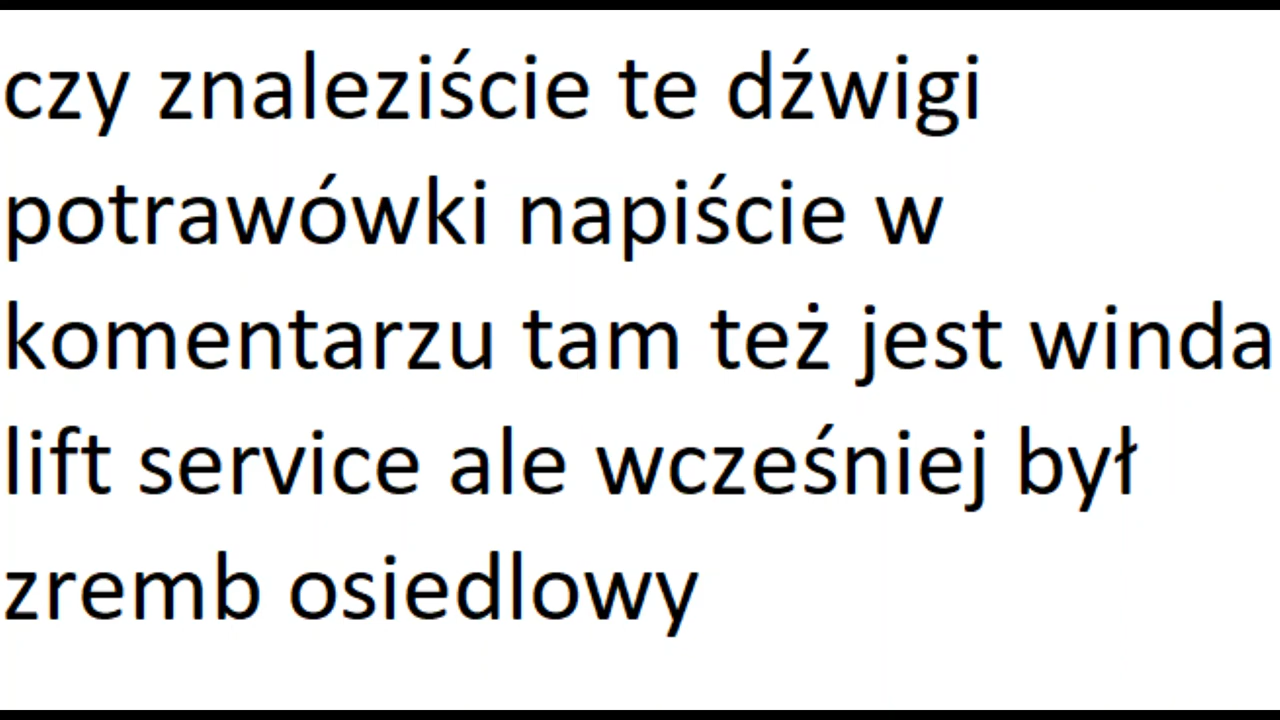 czy znaleziście te dźwigi
potrawówki napiście w
komentarzu tam też jest winda
lift service ale wcześniej był
zremb osiedlowy